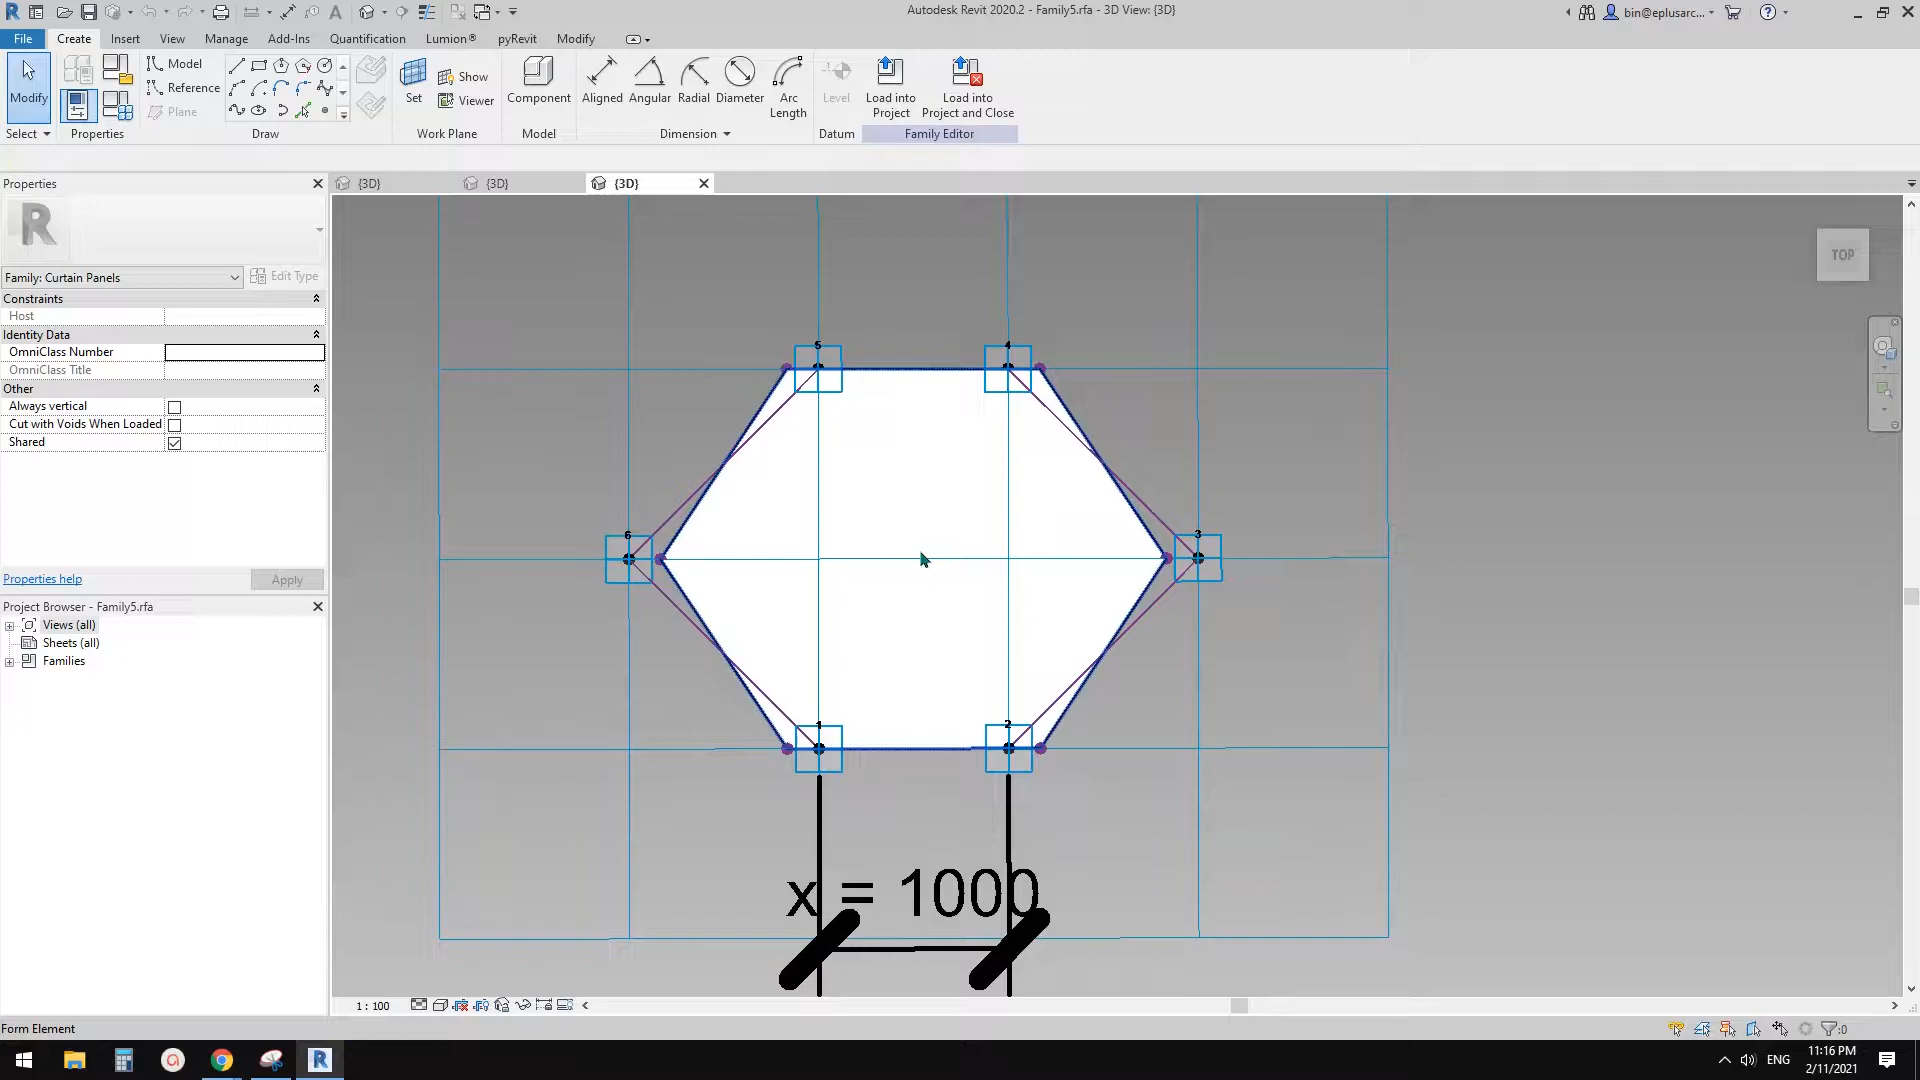 Autodesk Revit 2020.2 - Family5.rfa - 3D View: {3D}
bin@eplusarc...
File Create Insert View Manage Add-Ins Quantification Lumion® pyRevit Modify
Modify
Select
Properties
Model
Reference
Plane
Draw
Set
Show
Viewer
Work Plane
Component
Model
Aligned Angular Radial Diameter Arc Length
Dimension
Level
Datum
Load into Project
Load into Project and Close
Family Editor
Properties
{3D} {3D} {3D}
R
Family: Curtain Panels
Edit Type
Constraints
Host
Identity Data
OmniClass Number
OmniClass Title
Other
Always vertical
Cut with Voids When Loaded
Shared
Properties help
Apply
Project Browser - Family5.rfa
Views (all)
Sheets (all)
Families
TOP
5
4
6
3
1
2
x = 1000
1 : 100
Form Element
:0
ENG
11:16 PM
2/11/2021